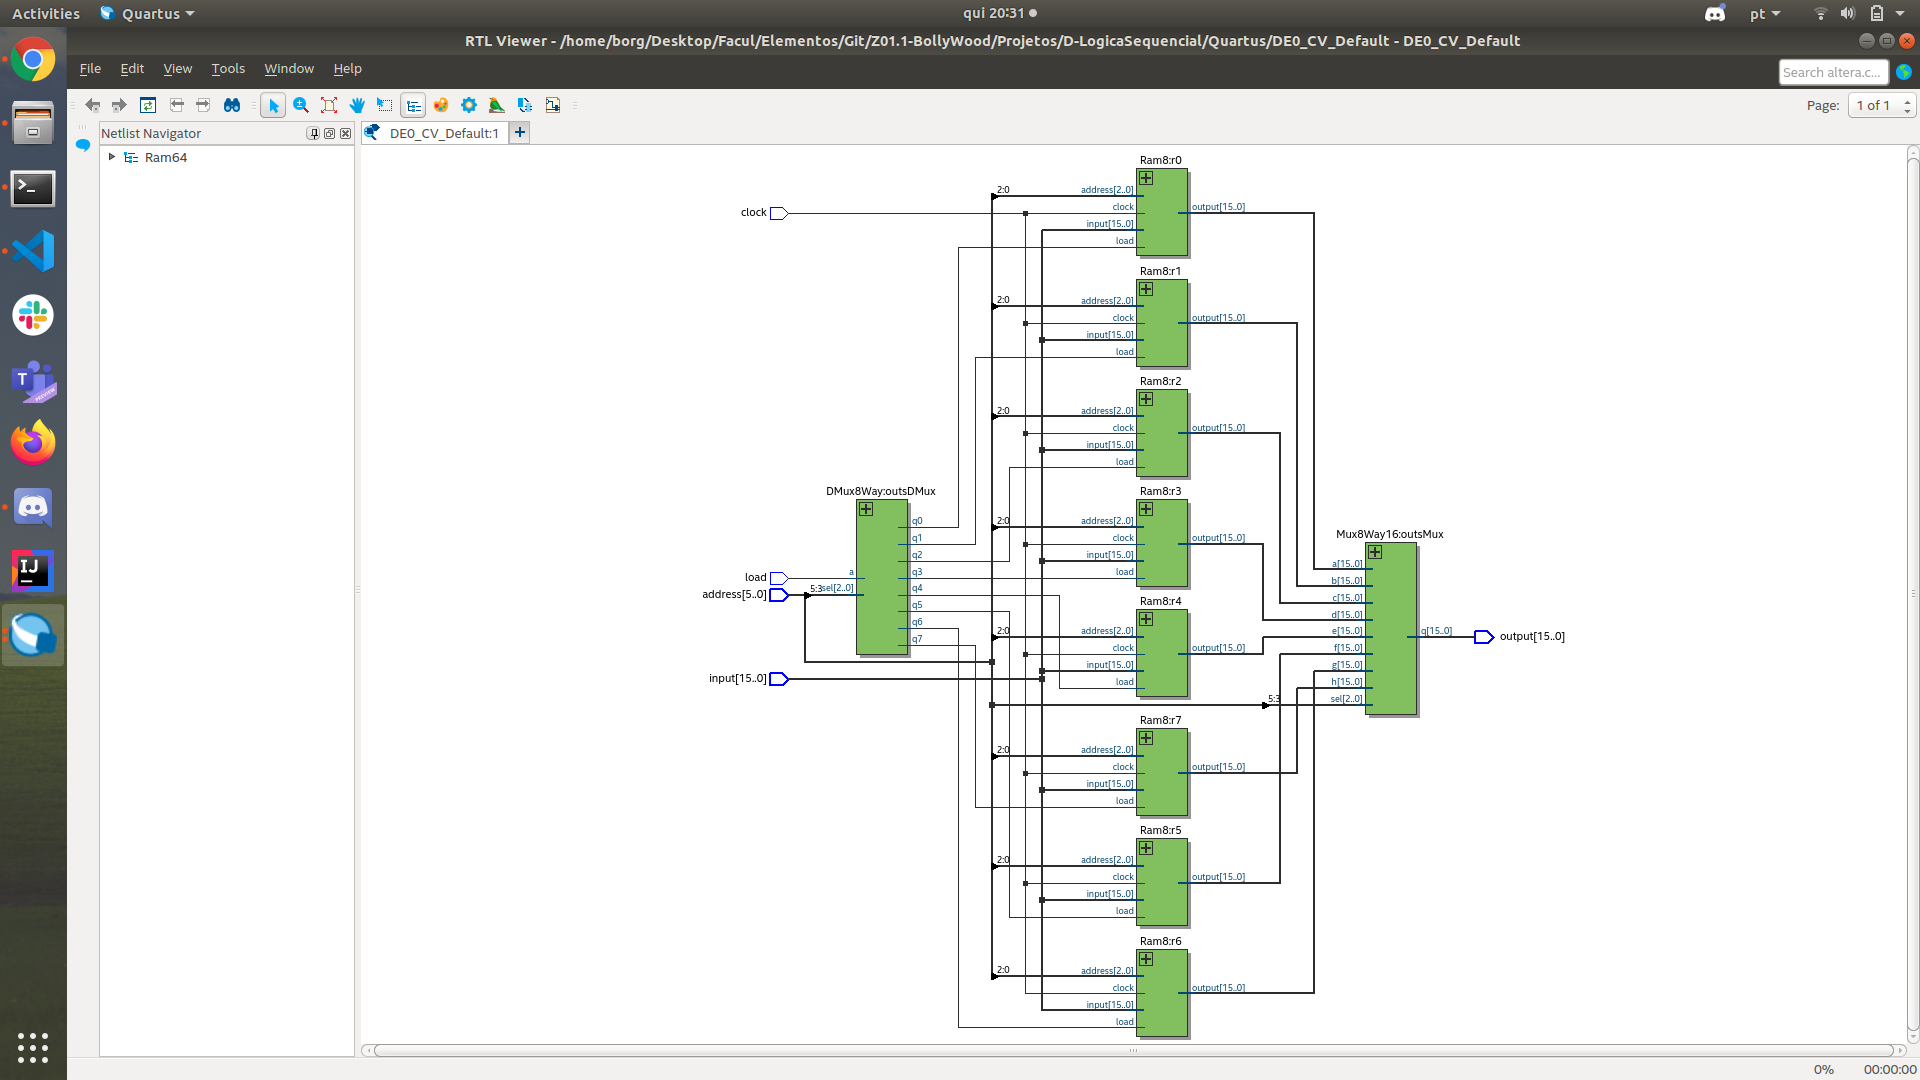 Activities Quartus qui 20:31 pt
RTL Viewer - /home/borg/Desktop/Facul/Elementos/Git/Z01.1-BollyWood/Projetos/D-LogicaSequencial/Quartus/DE0_CV_Default - DE0_CV_Default
File Edit View Tools Window Help Search altera.c...
Page: 1 of 1
Netlist Navigator DE0_CV_Default:1
Ram64
Ram8:r0
2:0 address[2..0]
clock clock output[15..0]
input[15..0]
load
Ram8:r1
2:0 address[2..0]
clock output[15..0]
input[15..0]
load
Ram8:r2
2:0 address[2..0]
clock output[15..0]
input[15..0]
load
DMux8Way:outsDMux Ram8:r3
q0 2:0 address[2..0]
q1 clock output[15..0]
q2 input[15..0]
load a q3 load
address[5..0] 5:3 sel[2..0] q4
q5
q6
q7
Ram8:r4
2:0 address[2..0]
clock output[15..0]
input[15..0]
load
input[15..0]
Mux8Way16:outsMux
a[15..0]
b[15..0]
c[15..0]
d[15..0]
e[15..0] q[15..0] output[15..0]
f[15..0]
g[15..0]
h[15..0]
5:3 sel[2..0]
Ram8:r7
2:0 address[2..0]
clock output[15..0]
input[15..0]
load
Ram8:r5
2:0 address[2..0]
clock output[15..0]
input[15..0]
load
Ram8:r6
2:0 address[2..0]
clock output[15..0]
input[15..0]
load
0% 00:00:00